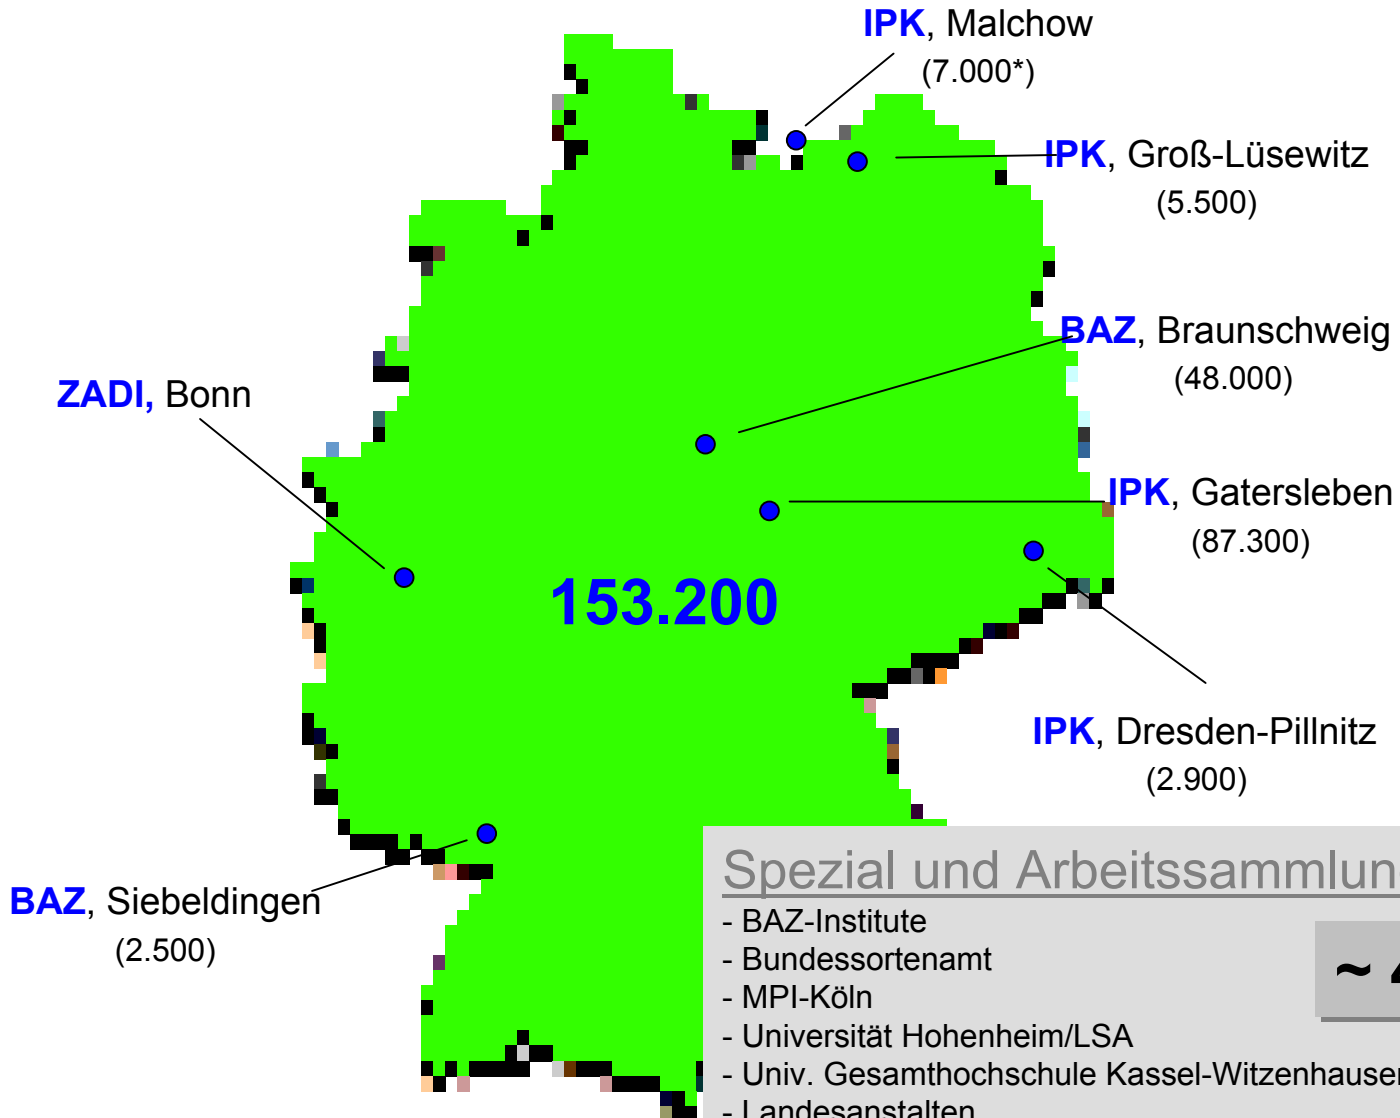 IPK, Malchow
(7.000*)
IPK, Groß-Lüsewitz
(5.500)
BAZ, Braunschweig
(48.000)
ZADI, Bonn
IPK, Gatersleben
(87.300)
153.200
IPK, Dresden-Pillnitz
(2.900)
BAZ, Siebeldingen
(2.500)
Spezial und Arbeitssammlun
- BAZ-Institute
- Bundessortenamt
~ 4
- MPI-Köln
- Universität Hohenheim/LSA
- Univ. Gesamthochschule Kassel-Witzenhausen
- Landesanstalten